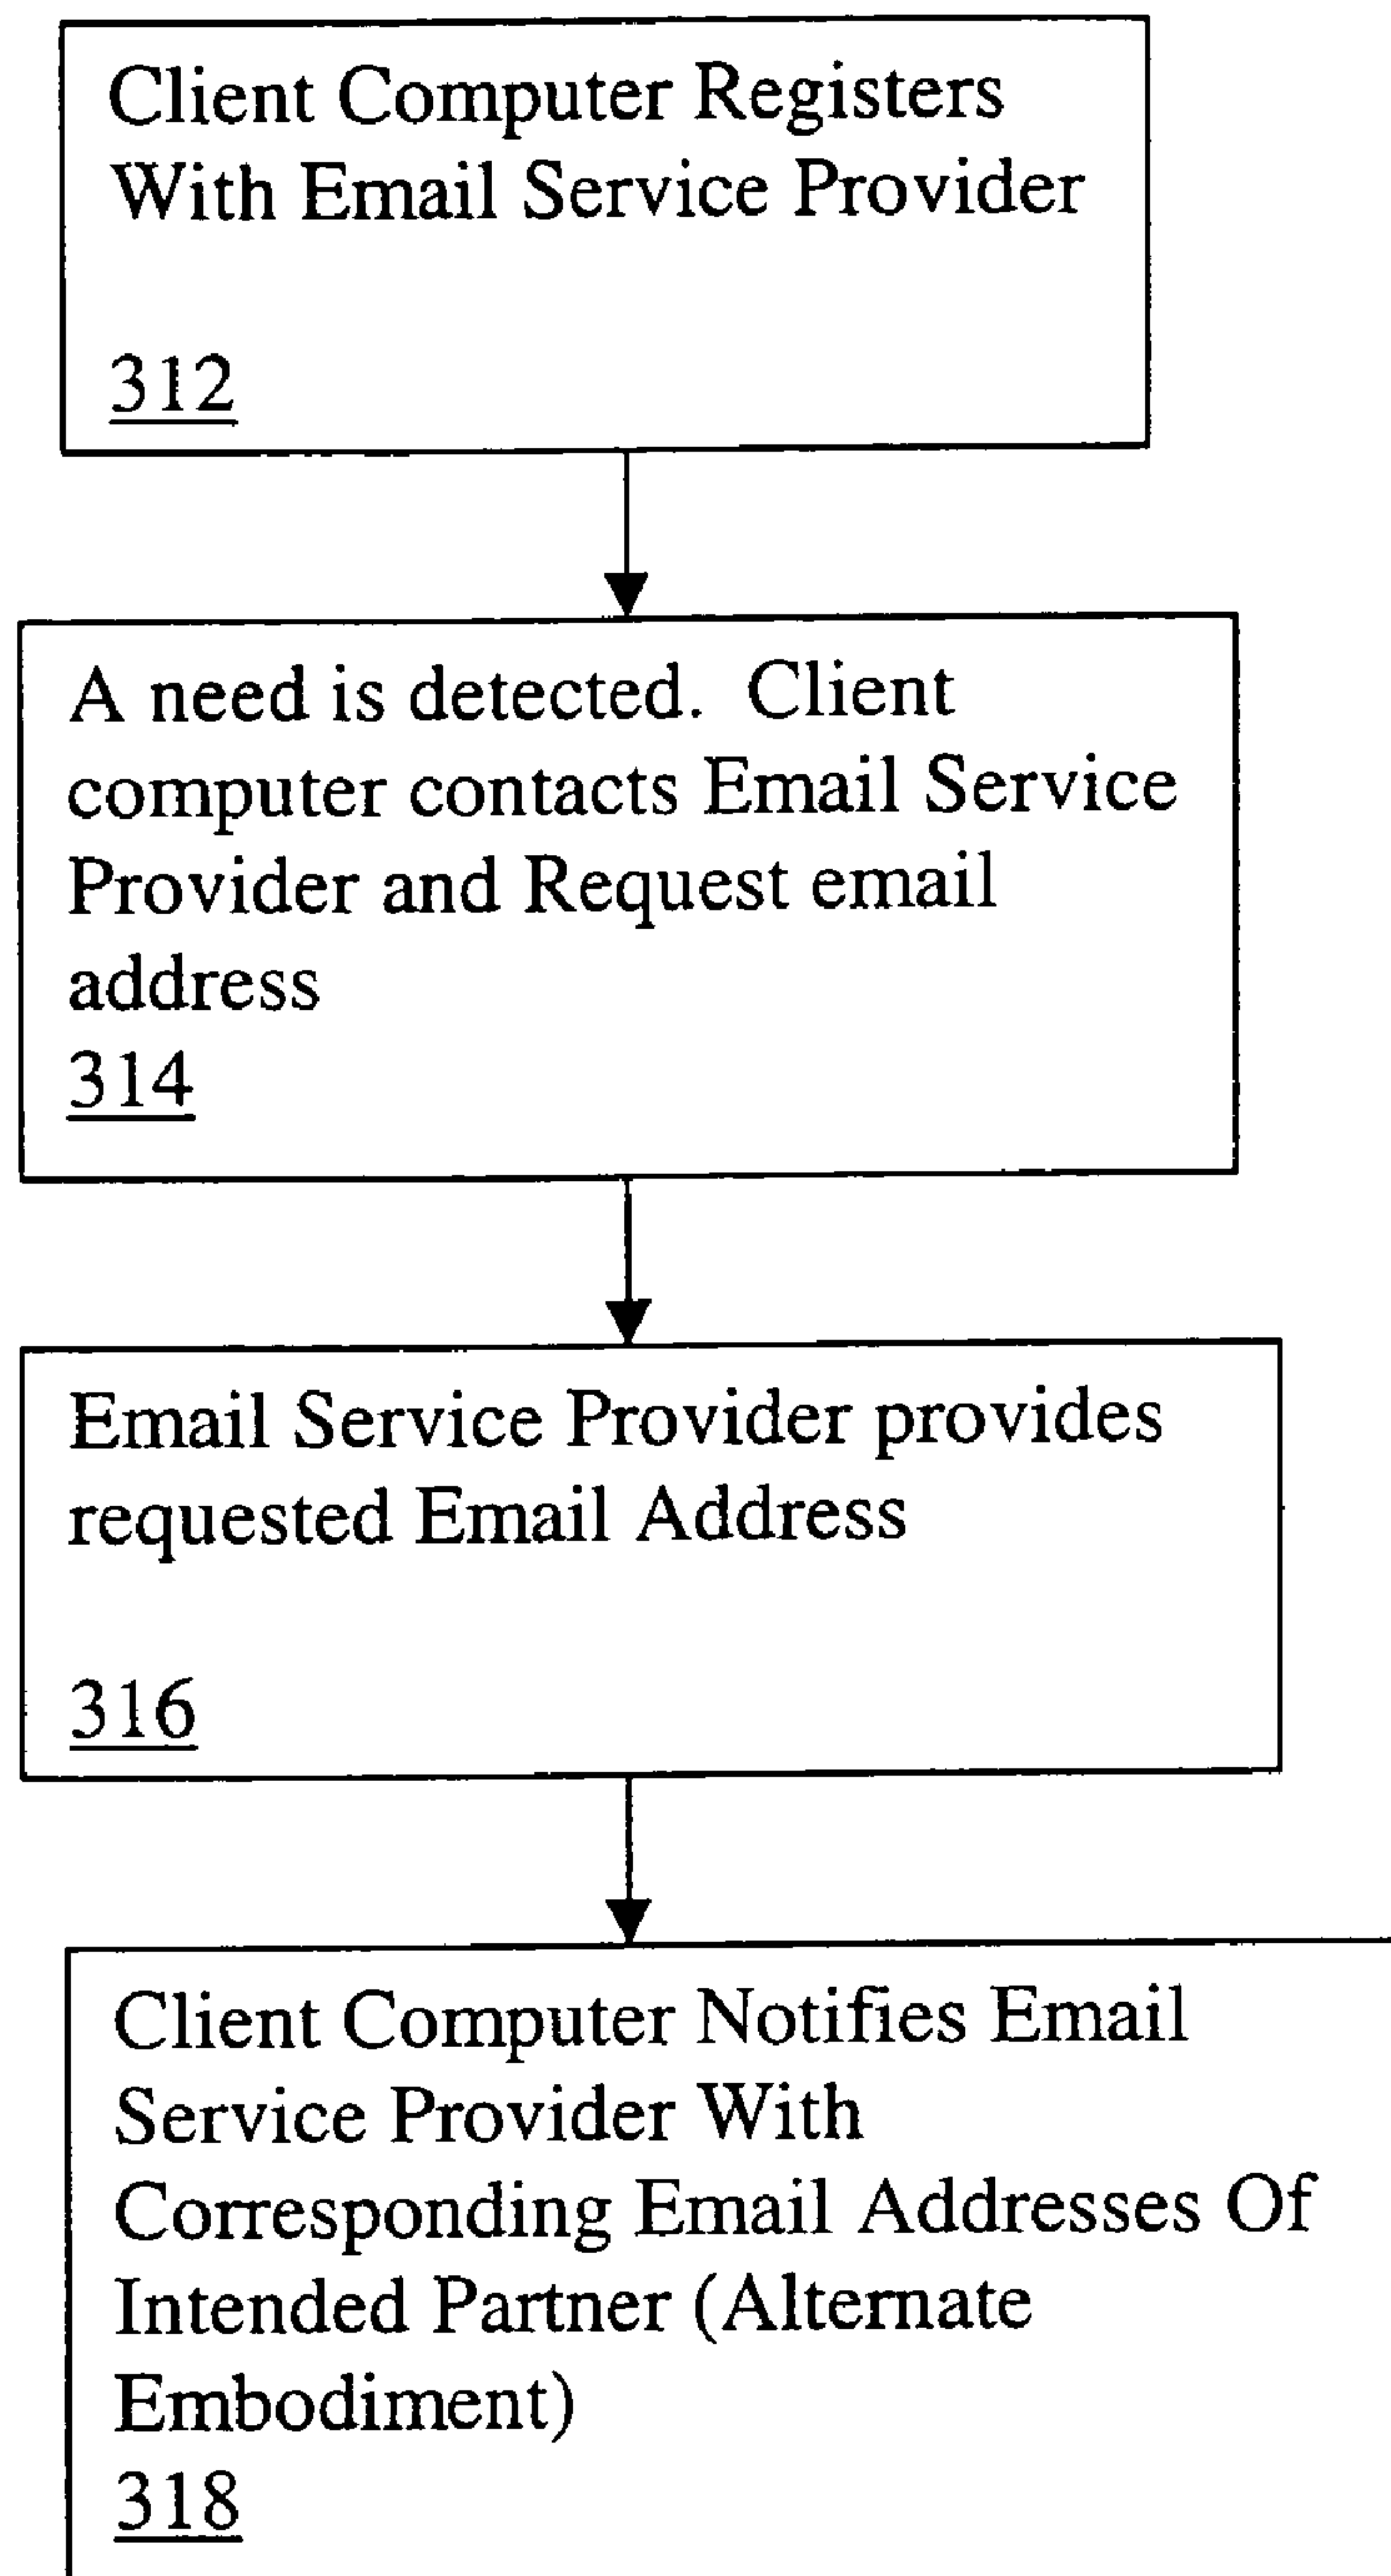 Client Computer Registers
With Email Service Provider
312
A need is detected.  Client
computer contacts Email Service
Provider and Request email
address
314
Email Service Provider provides
requested Email Address
316
Client Computer Notifies Email
Service Provider With
Corresponding Email Addresses Of
Intended Partner (Alternate
Embodiment)
318